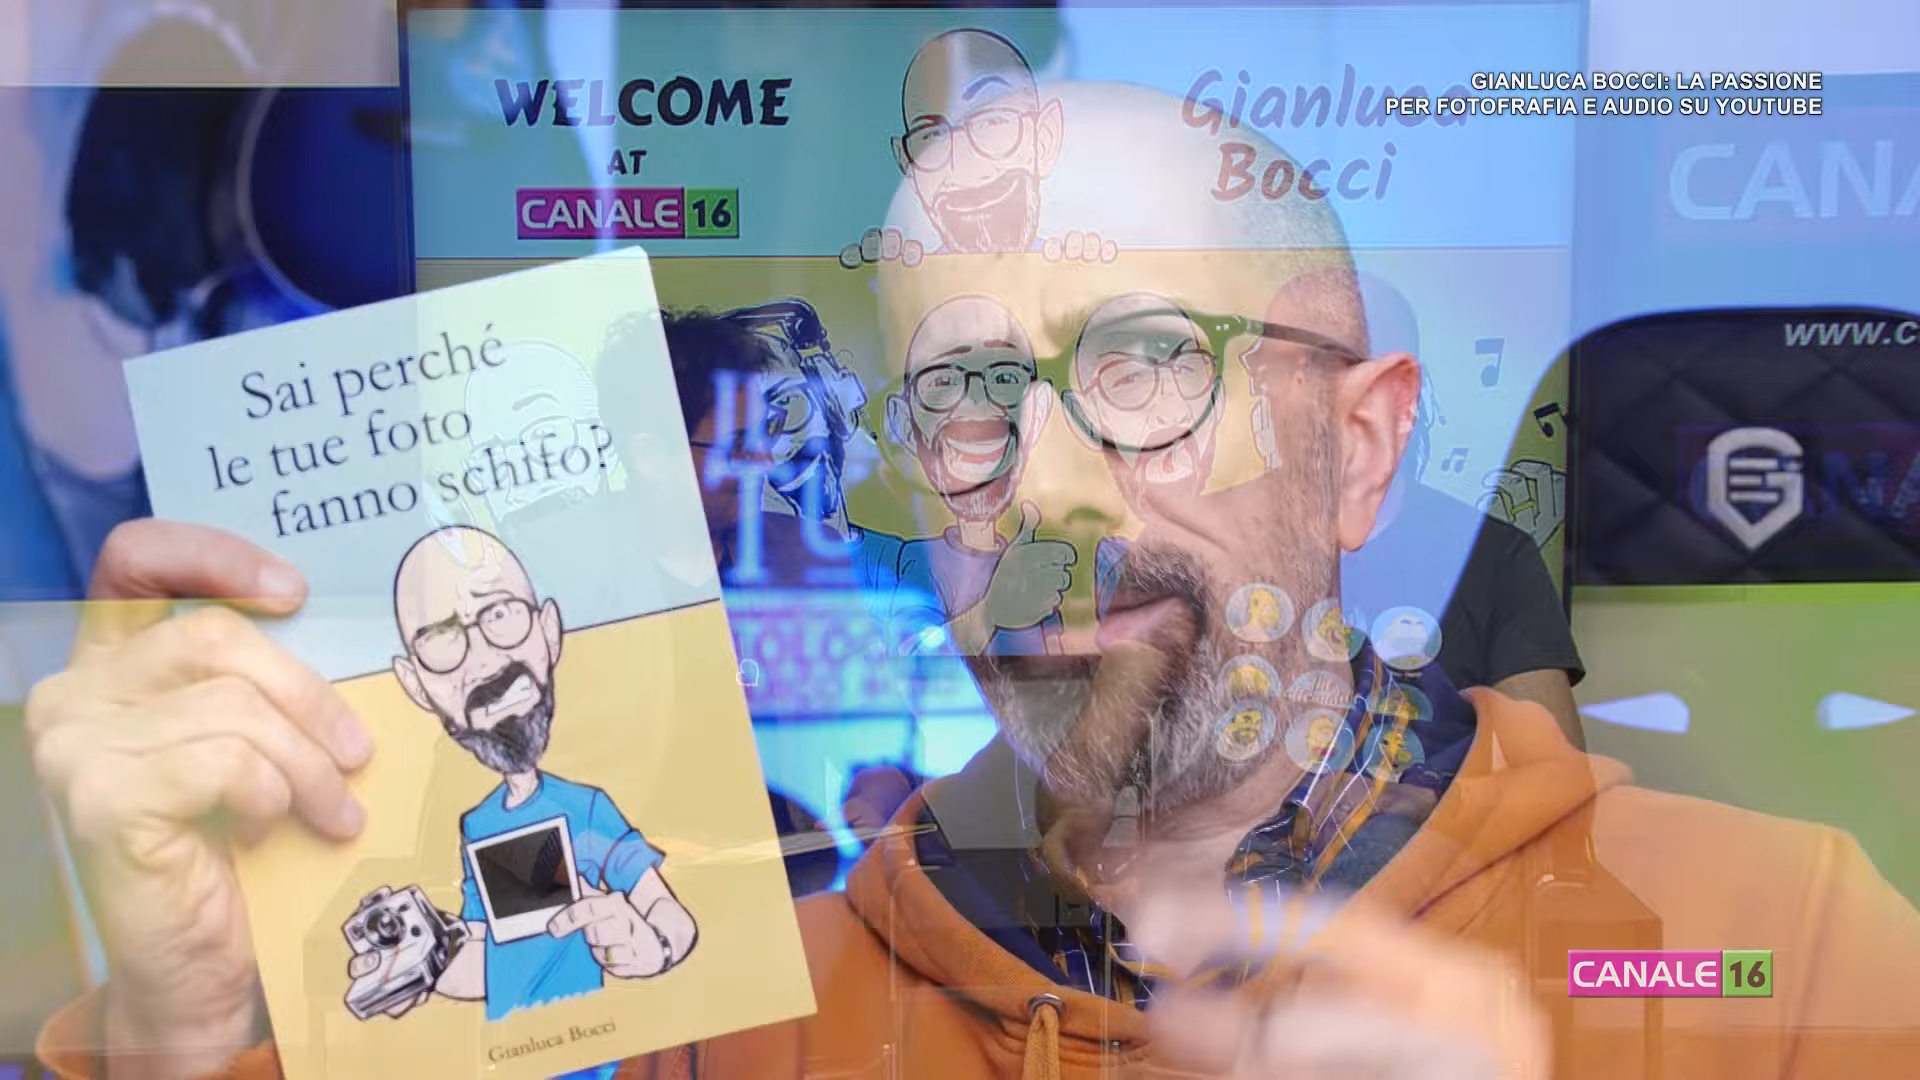 GIANLUCA BOCCI: LA PASSIONE
PER FOTOFRAFIA E AUDIO SU YOUTUBE
WELCOME
AT
CANALE 16
Gianluca
Bocci
CANA
WWW.C
Sai perché
le tue foto
fanno schifo?
Gianluca Bocci
CANALE 16